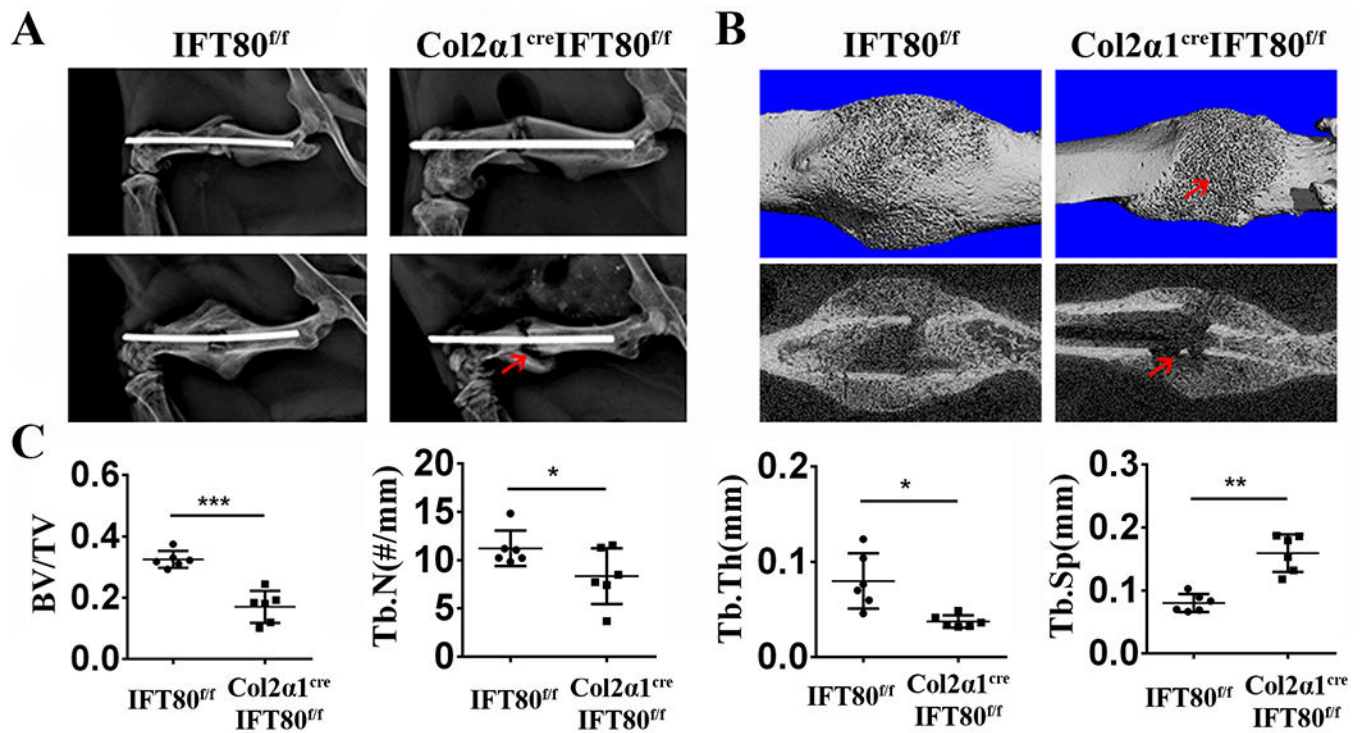 A
IFT80f/f
Col2α1creIFT80f/f
B
IFT80f/f
Col2α1creIFT80f/f
C
BV/TV
0.6
0.4
0.2
0.0
***
IFT80f/f
Col2α1cre
IFT80f/f
Tb.N(#/mm)
20
15
10
5
0
*
IFT80f/f
Col2α1cre
IFT80f/f
Tb.Th(mm)
0.2
0.1
0.0
*
IFT80f/f
Col2α1cre
IFT80f/f
Tb.Sp(mm)
0.3
0.2
0.1
0.0
**
IFT80f/f
Col2α1cre
IFT80f/f